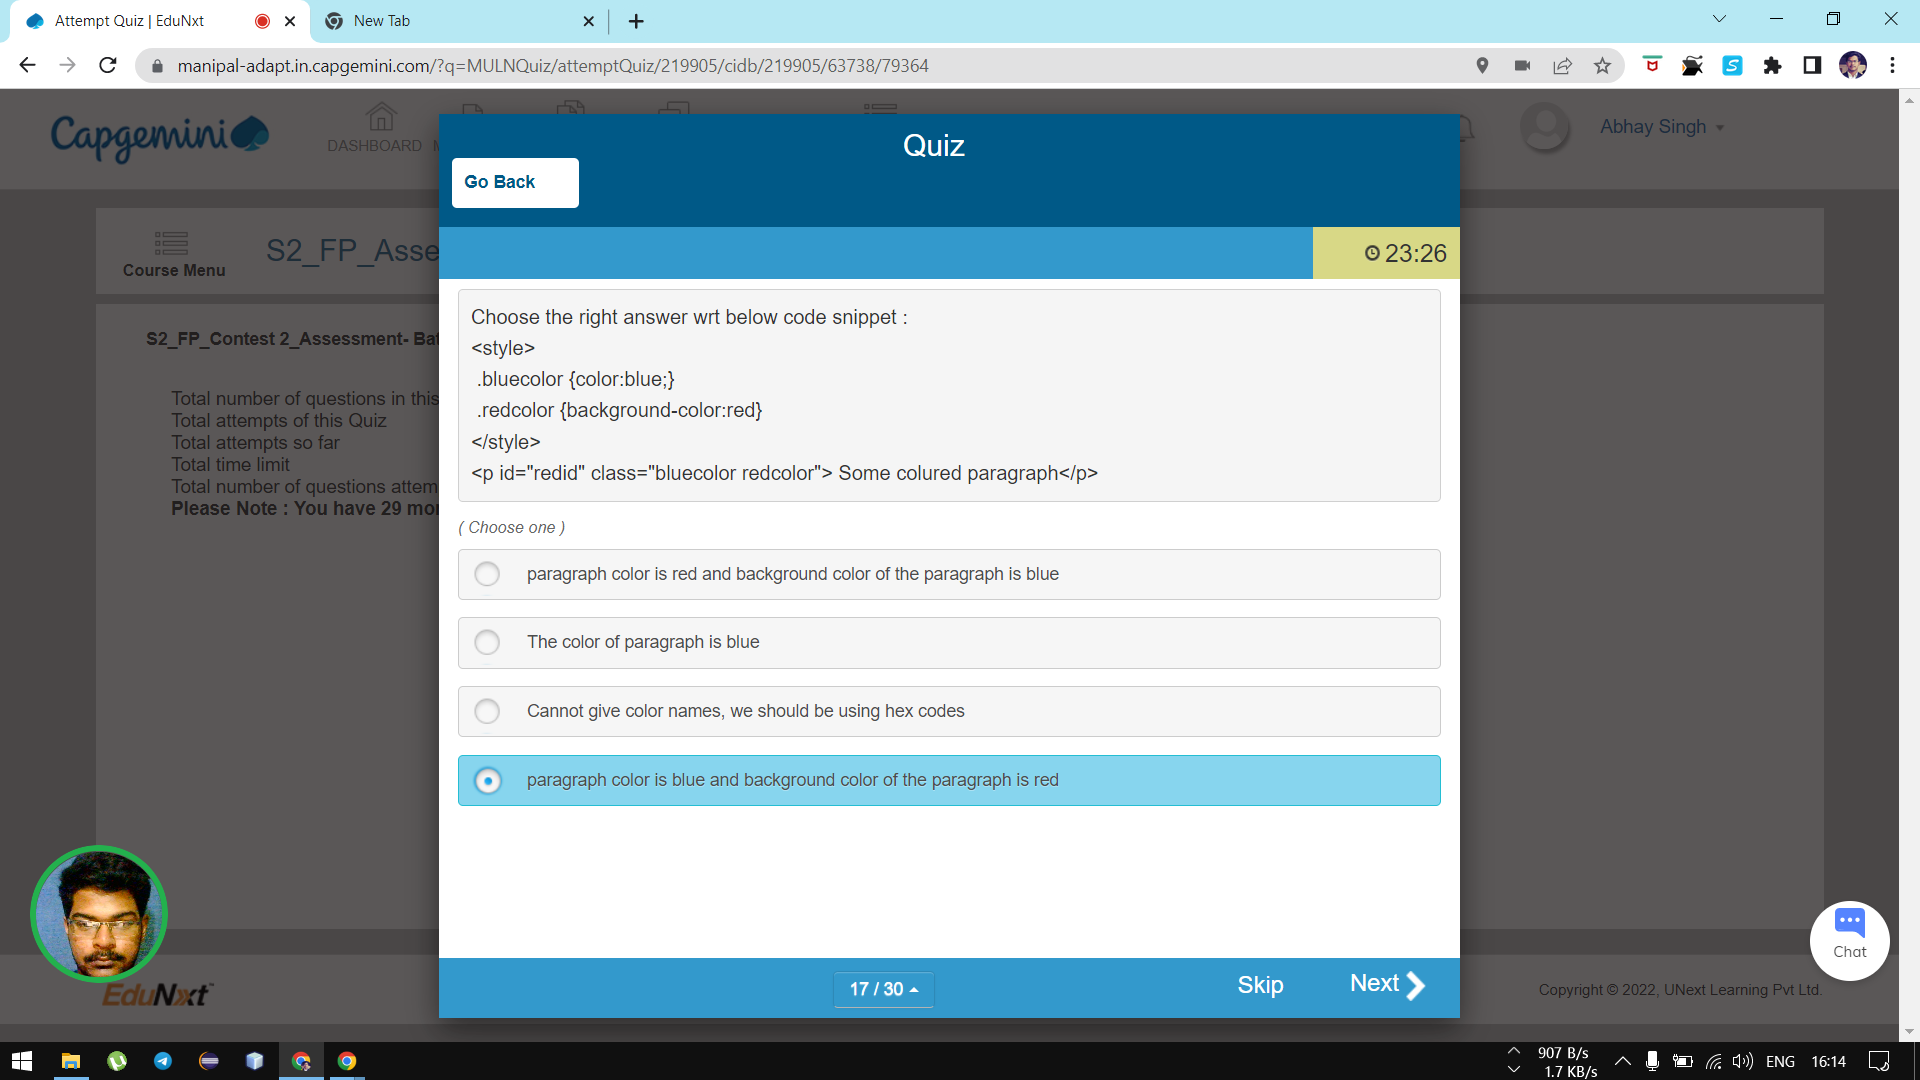 Attempt Quiz | EduNxt
New Tab
manipal-adapt.in.capgemini.com/?q=MULNQuiz/attemptQuiz/219905/cidb/219905/63738/79364
Capgemini
DASHBOARD
Abhay Singh
Quiz
Go Back
Course Menu
S2_FP_Asse
23:26
S2_FP_Contest 2_Assessment- Bat
Total number of questions in this
Total attempts of this Quiz
Total attempts so far
Total time limit
Total number of questions attem
Please Note : You have 29 mor
Choose the right answer wrt below code snippet :
<style>
.bluecolor {color:blue;}
.redcolor {background-color:red}
</style>
<p id="redid" class="bluecolor redcolor"> Some colured paragraph</p>
( Choose one )
paragraph color is red and background color of the paragraph is blue
The color of paragraph is blue
Cannot give color names, we should be using hex codes
paragraph color is blue and background color of the paragraph is red
Chat
17 / 30
Skip
Next
EduNxt
Copyright © 2022, UNext Learning Pvt Ltd.
907 B/s
1.7 KB/s
ENG
16:14